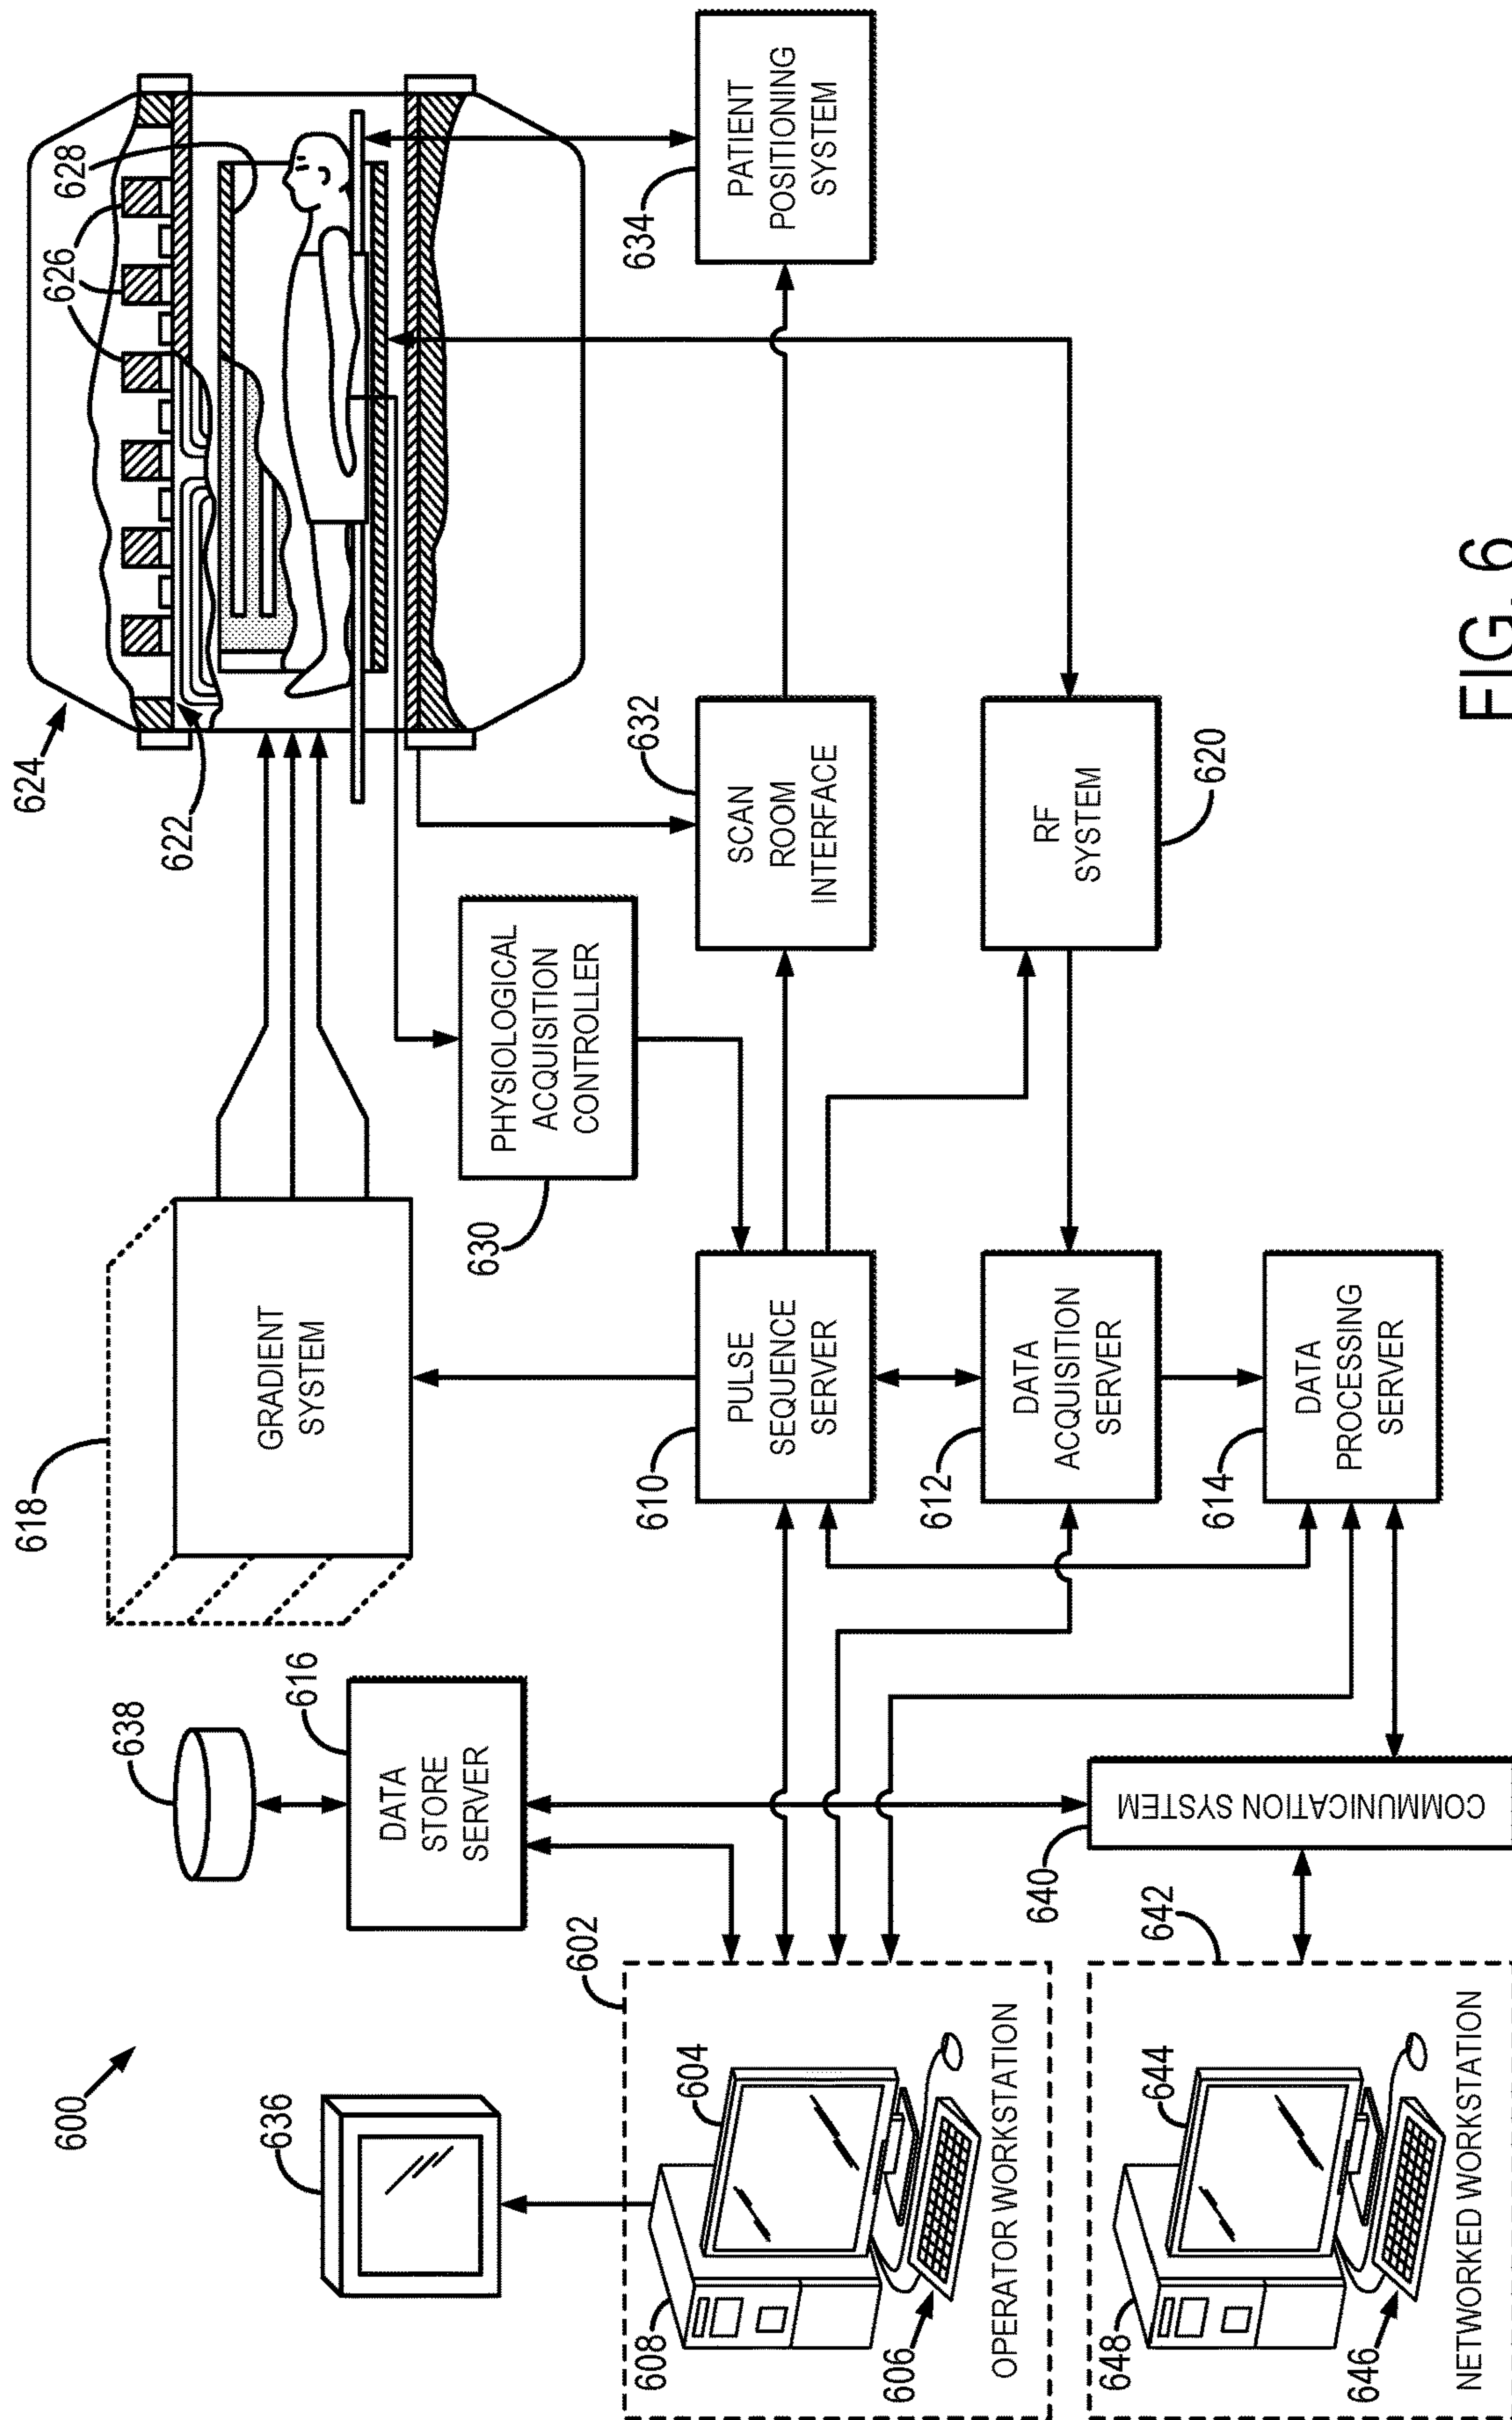 600
636
638
616
DATA
STORE
SERVER
618
GRADIENT
SYSTEM
624
622
626
628
630
PHYSIOLOGICAL
ACQUISITION
CONTROLLER
602
604
608
606
OPERATOR WORKSTATION
610
PULSE
SEQUENCE
SERVER
632
SCAN
ROOM
INTERFACE
634
PATIENT
POSITIONING
SYSTEM
612
DATA
ACQUISITION
SERVER
RF
SYSTEM
620
614
DATA
PROCESSING
SERVER
640
COMMUNICATION SYSTEM
642
644
648
646
NETWORKED WORKSTATION
FIG. 6